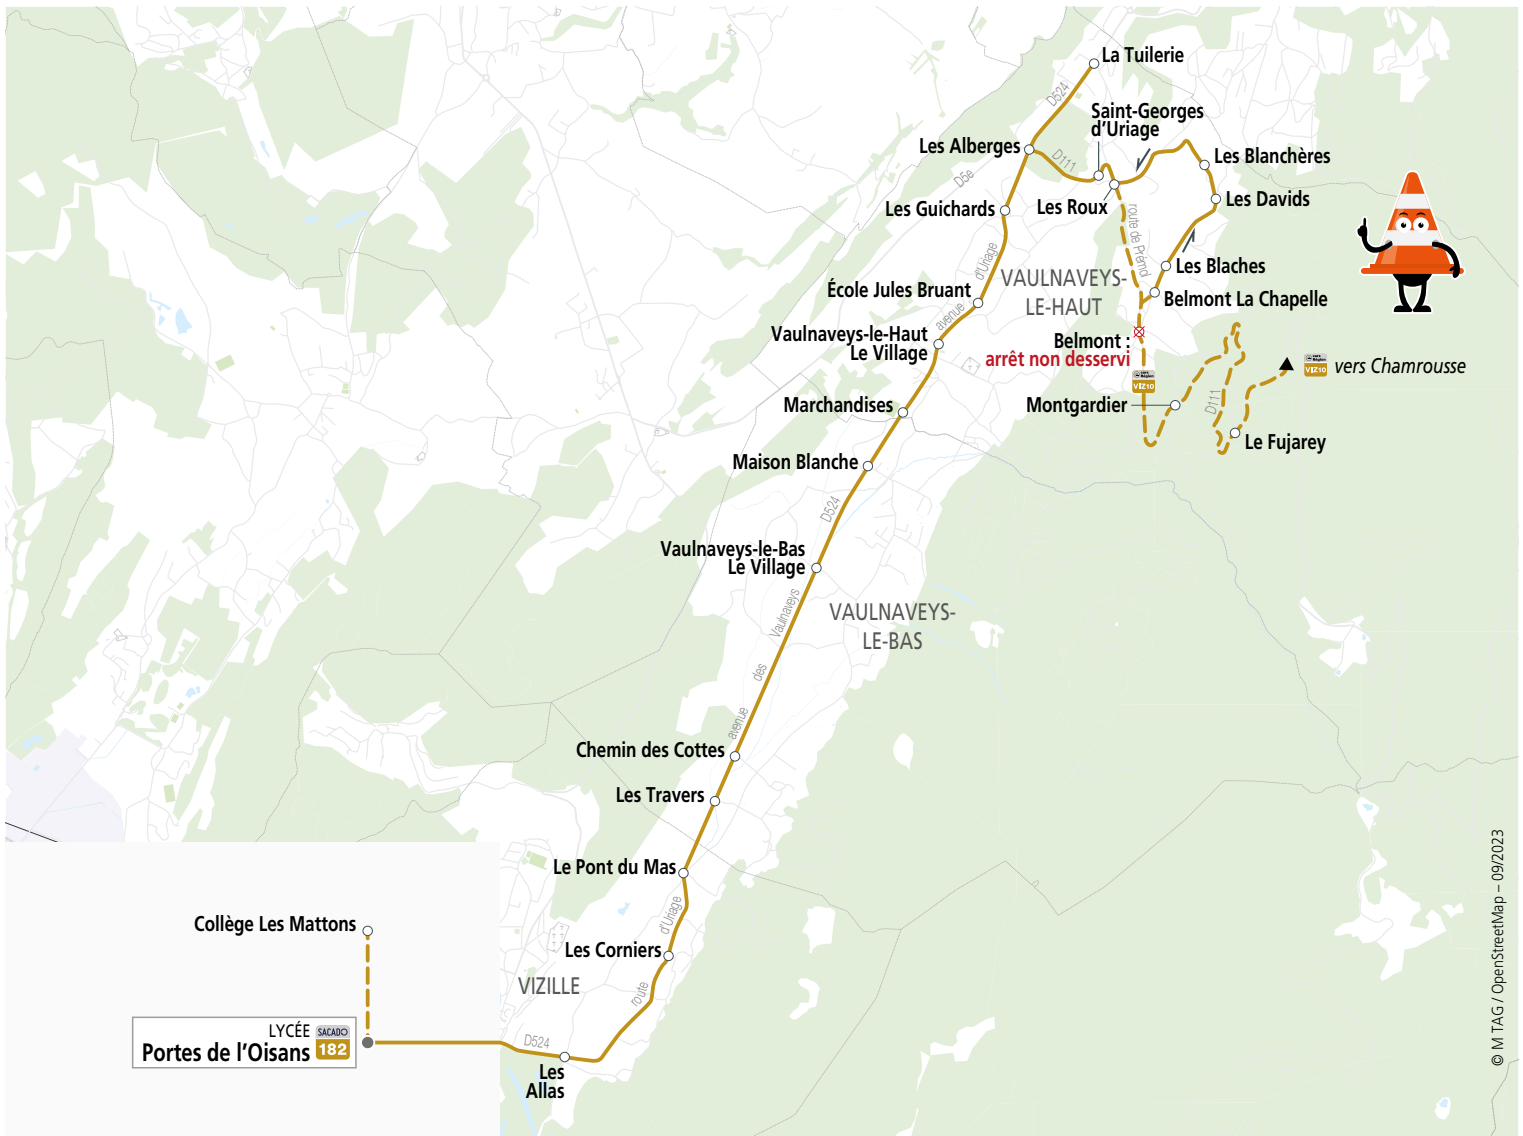 La Tuilerie
D524
Saint-Georges
d’Uriage
Les Alberges
D111
Les Blanchères
D5e
Les Guichards
Les Roux
Les Davids
route de Prémol
d’Uriage
VAULNAVEYS-
LE-HAUT
Les Blaches
École Jules Bruant
Belmont La Chapelle
avenue
Vaulnaveys-le-Haut
Le Village
Belmont :
arrêt non desservi
VIZ10
cars
Région
VIZ10
vers Chamrousse
Marchandises
Montgardier
D111
Le Fujarey
Maison Blanche
D524
Vaulnaveys-le-Bas
Le Village
Vaulnaveys
VAULNAVEYS-
LE-BAS
des
avenue
Chemin des Cottes
Les Travers
Le Pont du Mas
d’Uriage
Collège Les Mattons
Les Corniers
VIZILLE
route
LYCÉE
Portes de l’Oisans
SACADO
182
D524
Les
Allas
© M TAG / OpenStreetMap – 09/2023